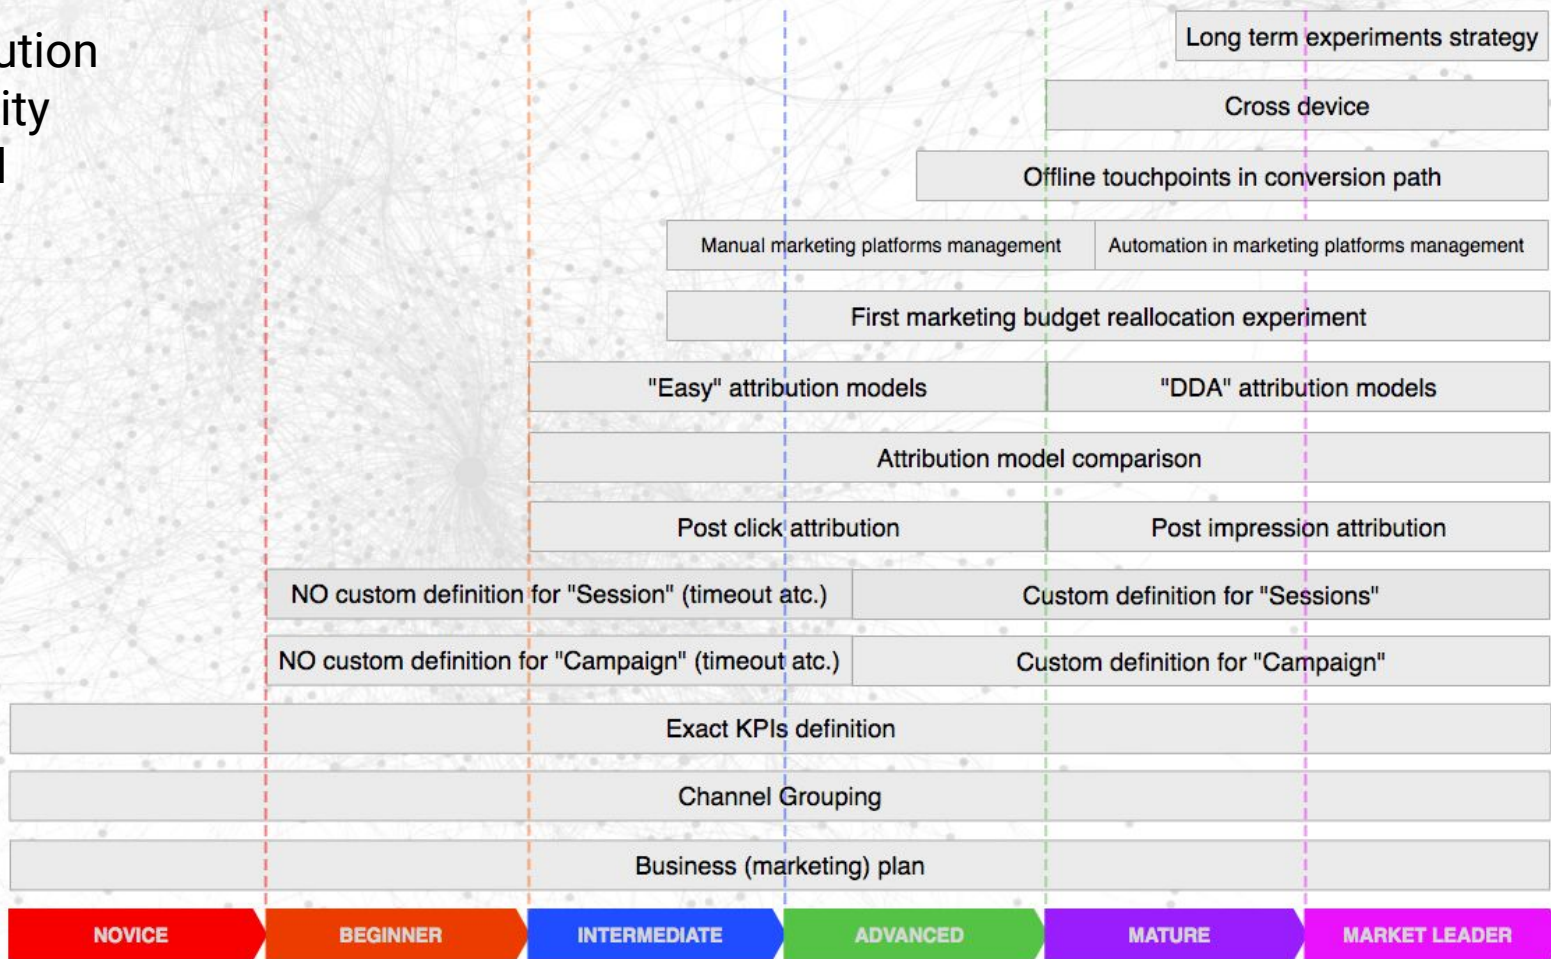 ution
ity
l
Long term experiments strategy
Cross device
Offline touchpoints in conversion path
Manual marketing platforms management
Automation in marketing platforms management
First marketing budget reallocation experiment
"Easy" attribution models
"DDA" attribution models
Attribution model comparison
Post click attribution
Post impression attribution
NO custom definition for "Session" (timeout atc.)
Custom definition for "Sessions"
NO custom definition for "Campaign" (timeout atc.)
Custom definition for "Campaign"
Exact KPIs definition
Channel Grouping
Business (marketing) plan
NOVICE
BEGINNER
INTERMEDIATE
ADVANCED
MATURE
MARKET LEADER